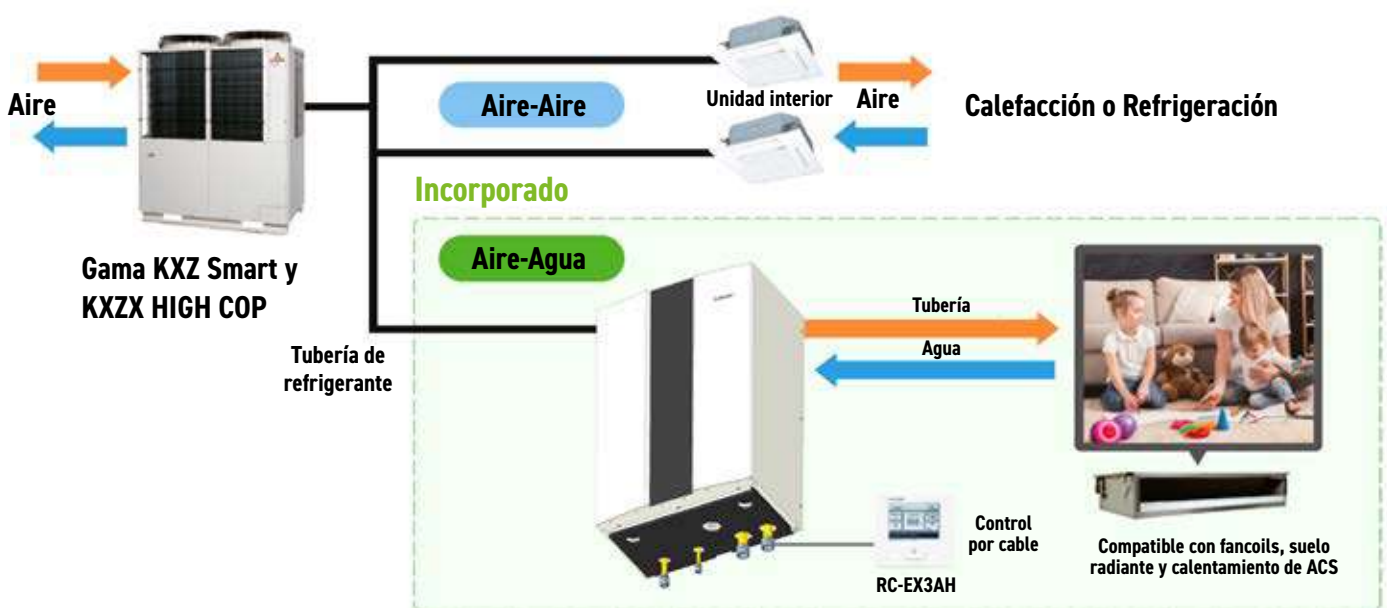 Aire
Gama KXZ Smart y
KXZX HIGH COP
Aire-Aire
Unidad interior
Aire
Calefacción o Refrigeración
Incorporado
Aire-Agua
Tubería de
refrigerante
Tubería
Agua
Control
por cable
RC-EX3AH
Compatible con fancoils, suelo
radiante y calentamiento de ACS